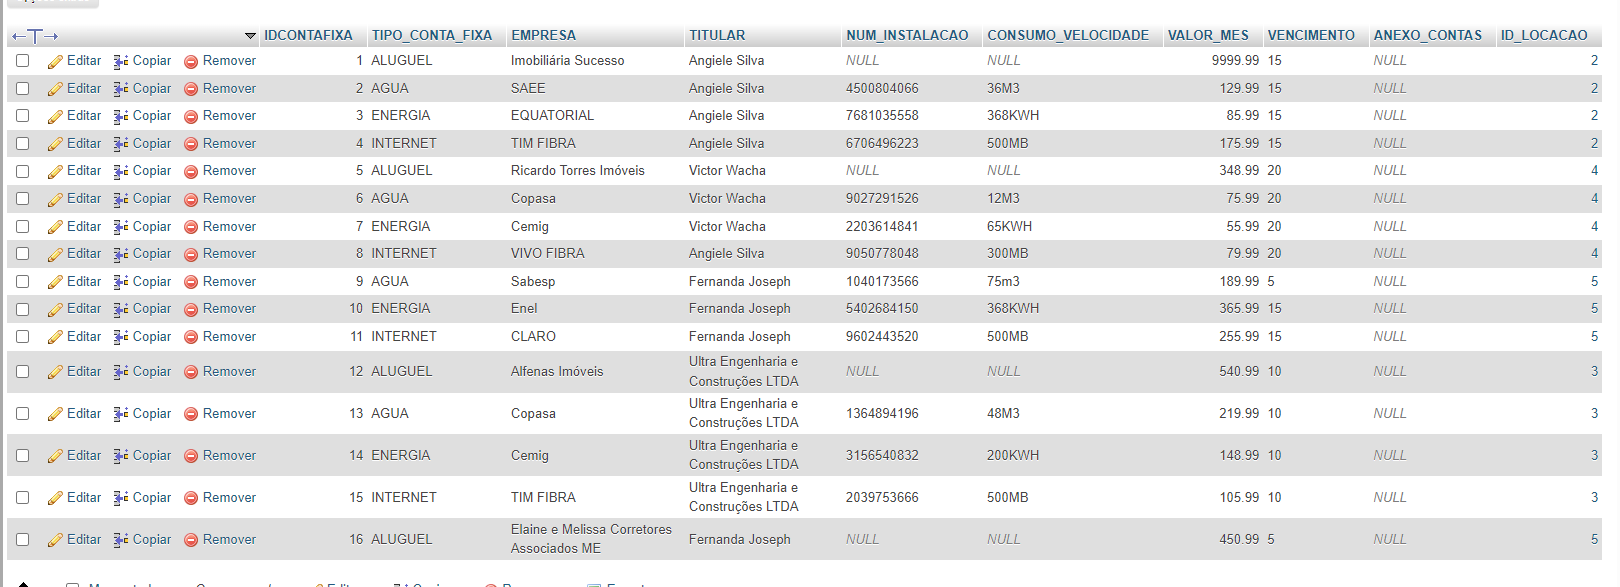 IDCONTAFIXA TIPO_CONTA_FIXA EMPRESA TITULAR NUM_INSTALACAO CONSUMO_VELOCIDADE VALOR_MES VENCIMENTO ANEXO_CONTAS ID_LOCACAO
Editar Copiar Remover 1 ALUGUEL Imobiliária Sucesso Angiele Silva NULL NULL 9999.99 15 NULL 2
Editar Copiar Remover 2 AGUA SAEE Angiele Silva 4500804066 36M3 129.99 15 NULL 2
Editar Copiar Remover 3 ENERGIA EQUATORIAL Angiele Silva 7681035558 368KWH 85.99 15 NULL 2
Editar Copiar Remover 4 INTERNET TIM FIBRA Angiele Silva 6706496223 500MB 175.99 15 NULL 2
Editar Copiar Remover 5 ALUGUEL Ricardo Torres Imóveis Victor Wacha NULL NULL 348.99 20 NULL 4
Editar Copiar Remover 6 AGUA Copasa Victor Wacha 9027291526 12M3 75.99 20 NULL 4
Editar Copiar Remover 7 ENERGIA Cemig Victor Wacha 2203614841 65KWH 55.99 20 NULL 4
Editar Copiar Remover 8 INTERNET VIVO FIBRA Angiele Silva 9050778048 300MB 79.99 20 NULL 4
Editar Copiar Remover 9 AGUA Sabesp Fernanda Joseph 1040173566 75m3 189.99 5 NULL 5
Editar Copiar Remover 10 ENERGIA Enel Fernanda Joseph 5402684150 368KWH 365.99 15 NULL 5
Editar Copiar Remover 11 INTERNET CLARO Fernanda Joseph 9602443520 500MB 255.99 15 NULL 5
Editar Copiar Remover 12 ALUGUEL Alfenas Imóveis Ultra Engenharia e
Construções LTDA NULL NULL 540.99 10 NULL 3
Editar Copiar Remover 13 AGUA Copasa Ultra Engenharia e
Construções LTDA 1364894196 48M3 219.99 10 NULL 3
Editar Copiar Remover 14 ENERGIA Cemig Ultra Engenharia e
Construções LTDA 3156540832 200KWH 148.99 10 NULL 3
Editar Copiar Remover 15 INTERNET TIM FIBRA Ultra Engenharia e
Construções LTDA 2039753666 500MB 105.99 10 NULL 3
Editar Copiar Remover 16 ALUGUEL Elaine e Melissa Corretores
Associados ME Fernanda Joseph NULL NULL 450.99 5 NULL 5